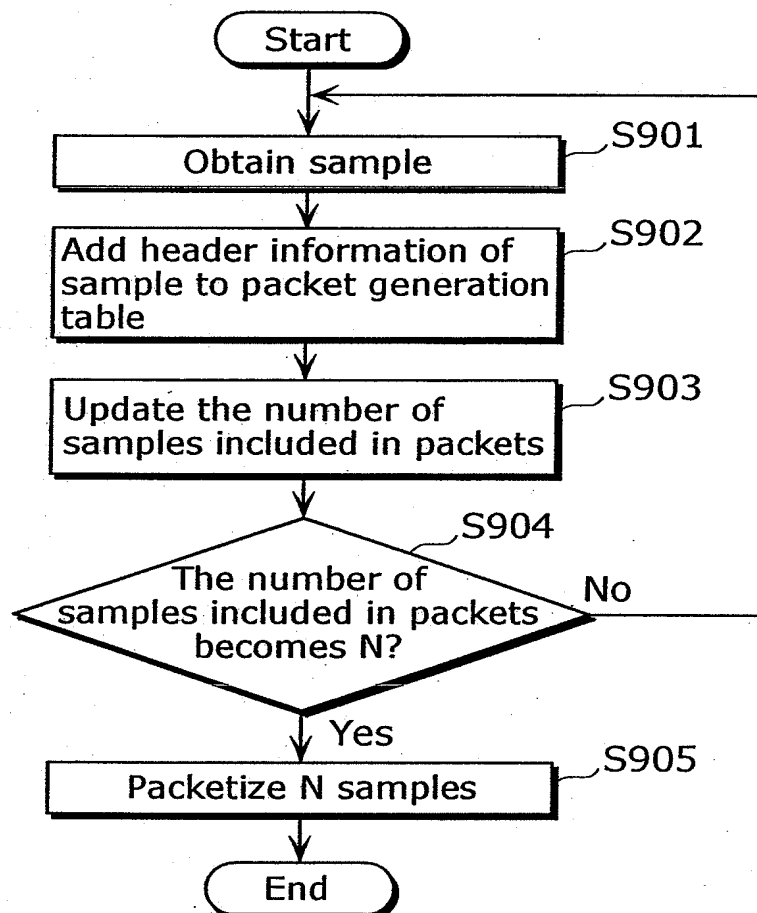 Start
Obtain sample
S901
Add header information of
sample to packet generation
table
S902
Update the number of
samples included in packets
S903
The number of
samples included in packets
becomes N?
S904
No
Yes
Packetize N samples
S905
End